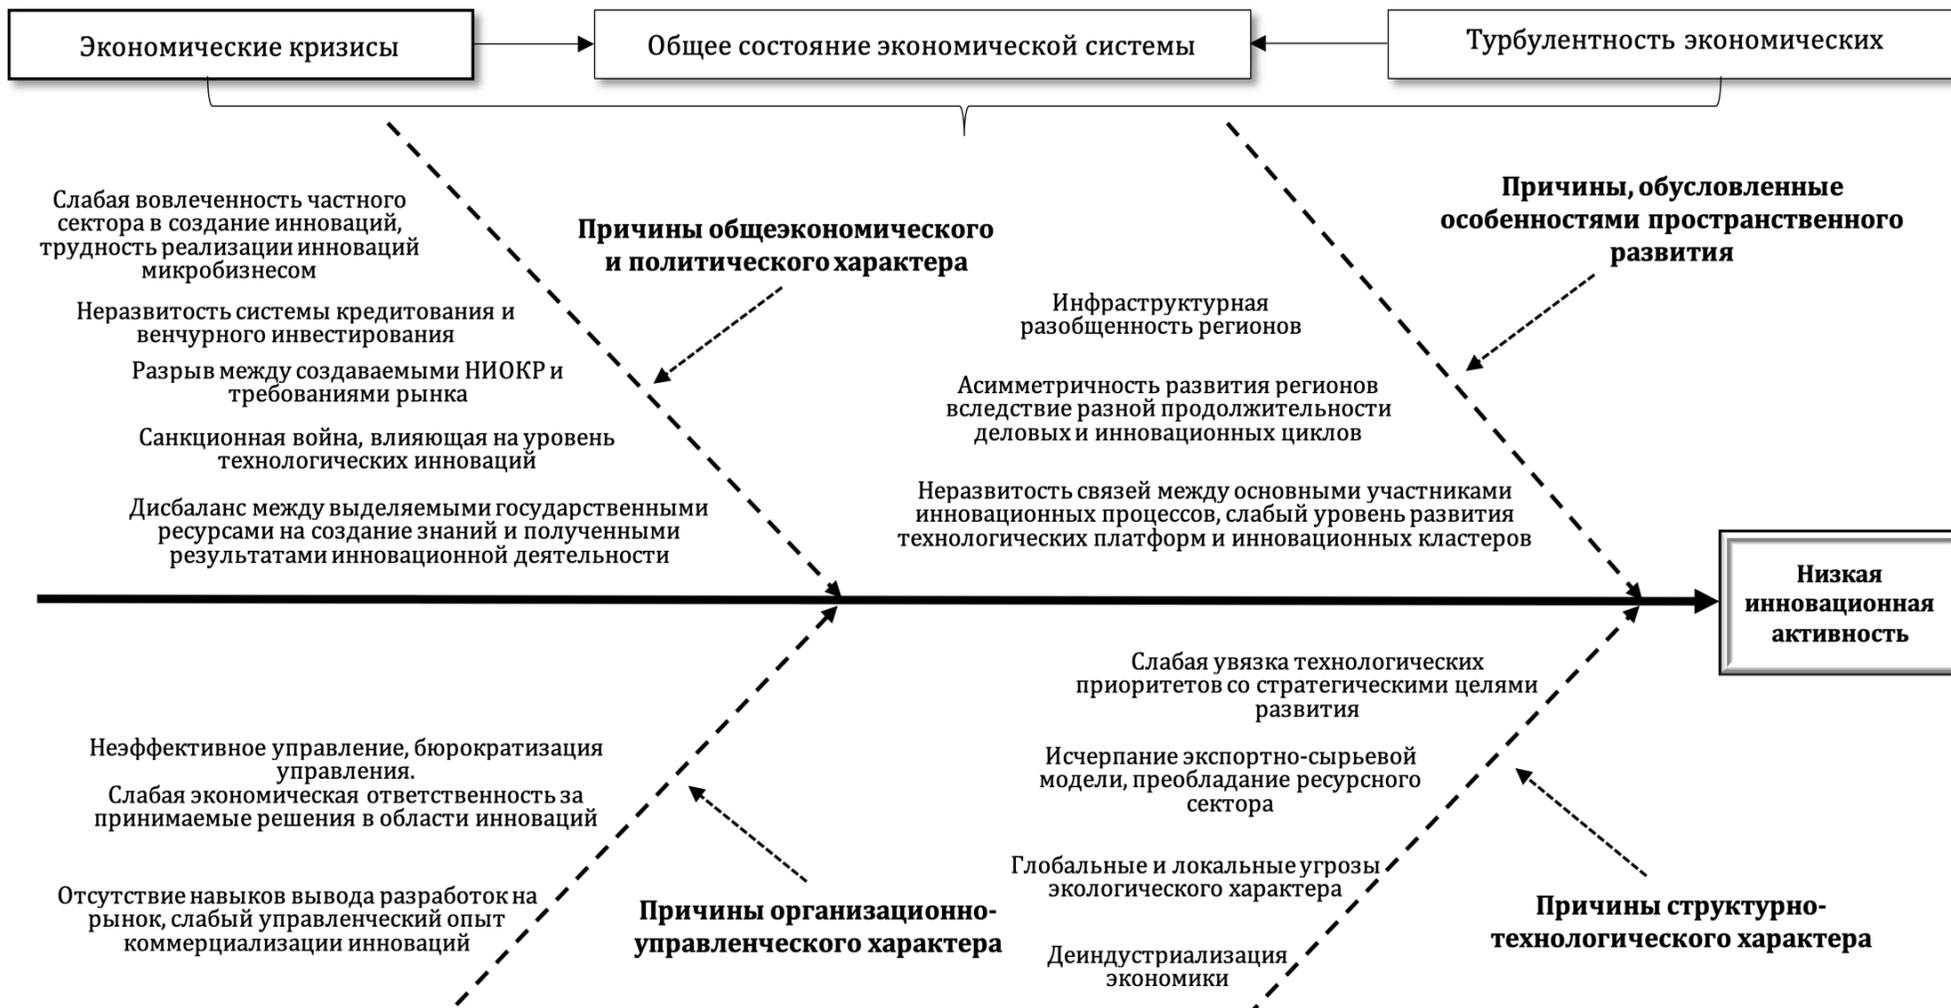 Экономические кризисы
Общее состояние экономической системы
Турбулентность экономических
Слабая вовлеченность частного
сектора в создание инноваций,
трудность реализации инноваций
микробизнесом
Неразвитость системы кредитования и
венчурного инвестирования
Разрыв между создаваемыми НИОКР и
требованиями рынка
Санкционная война, влияющая на уровень
технологических инноваций
Дисбаланс между выделяемыми государственными
ресурсами на создание знаний и полученными
результатами инновационной деятельности
Причины общеэкономического
и политического характера
Инфраструктурная
разобщенность регионов
Асимметричность развития регионов
вследствие разной продолжительности
деловых и инновационных циклов
Неразвитость связей между основными участниками
инновационных процессов, слабый уровень развития
технологических платформ и инновационных кластеров
Причины, обусловленные
особенностями пространственного
развития
Низкая
инновационная
активность
Неэффективное управление, бюрократизация
управления.
Слабая экономическая ответственность за
принимаемые решения в области инноваций
Отсутствие навыков вывода разработок на
рынок, слабый управленческий опыт
коммерциализации инноваций
Причины организационно-
управленческого характера
Слабая увязка технологических
приоритетов со стратегическими целями
развития
Исчерпание экспортно-сырьевой
модели, преобладание ресурсного
сектора
Глобальные и локальные угрозы
экологического характера
Деиндустриализация
экономики
Причины структурно-
технологического характера